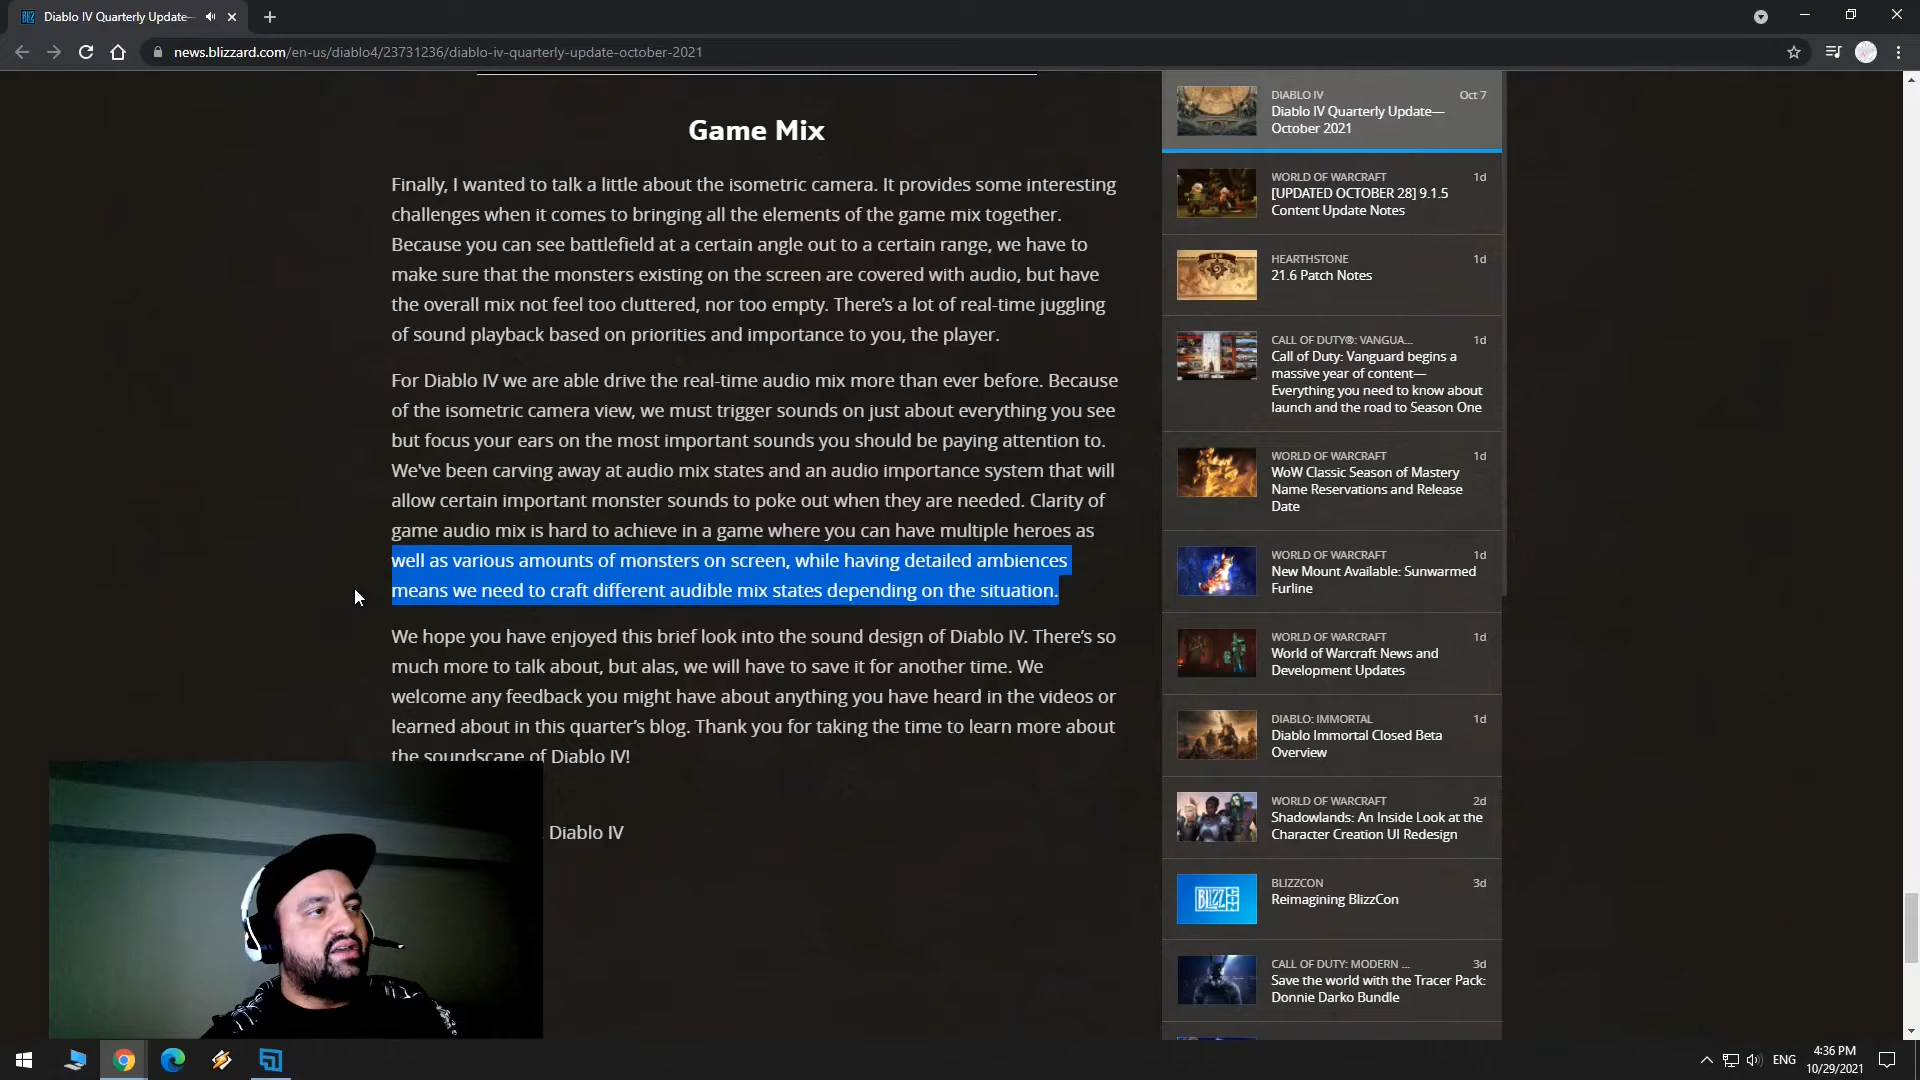 Diablo IV Quarterly Update—
news.blizzard.com/en-us/diablo4/23731236/diablo-iv-quarterly-update-october-2021
Game Mix
Finally, I wanted to talk a little about the isometric camera. It provides some interesting
challenges when it comes to bringing all the elements of the game mix together.
Because you can see battlefield at a certain angle out to a certain range, we have to
make sure that the monsters existing on the screen are covered with audio, but have
the overall mix not feel too cluttered, nor too empty. There’s a lot of real-time juggling
of sound playback based on priorities and importance to you, the player.
For Diablo IV we are able drive the real-time audio mix more than ever before. Because
of the isometric camera view, we must trigger sounds on just about everything you see
but focus your ears on the most important sounds you should be paying attention to.
We've been carving away at audio mix states and an audio importance system that will
allow certain important monster sounds to poke out when they are needed. Clarity of
game audio mix is hard to achieve in a game where you can have multiple heroes as
well as various amounts of monsters on screen, while having detailed ambiences
means we need to craft different audible mix states depending on the situation.
We hope you have enjoyed this brief look into the sound design of Diablo IV. There’s so
much more to talk about, but alas, we will have to save it for another time. We
welcome any feedback you might have about anything you have heard in the videos or
learned about in this quarter’s blog. Thank you for taking the time to learn more about
the soundscape of Diablo IV!
Diablo IV
DIABLO IV Oct 7
Diablo IV Quarterly Update—
October 2021
WORLD OF WARCRAFT 1d
[UPDATED OCTOBER 28] 9.1.5
Content Update Notes
HEARTHSTONE 1d
21.6 Patch Notes
CALL OF DUTY®: VANGUA... 1d
Call of Duty: Vanguard begins a
massive year of content—
Everything you need to know about
launch and the road to Season One
WORLD OF WARCRAFT 1d
WoW Classic Season of Mastery
Name Reservations and Release
Date
WORLD OF WARCRAFT 1d
New Mount Available: Sunwarmed
Furline
WORLD OF WARCRAFT 1d
World of Warcraft News and
Development Updates
DIABLO: IMMORTAL 1d
Diablo Immortal Closed Beta
Overview
WORLD OF WARCRAFT 2d
Shadowlands: An Inside Look at the
Character Creation UI Redesign
BLIZZCON 3d
Reimagining BlizzCon
CALL OF DUTY: MODERN ... 3d
Save the world with the Tracer Pack:
Donnie Darko Bundle
ENG
4:36 PM
10/29/2021